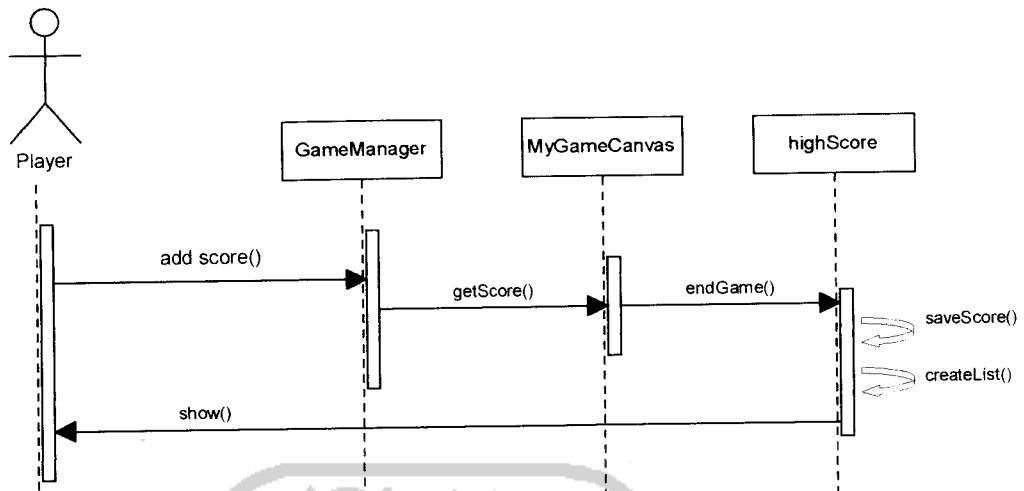 Player
GameManager
MyGameCanvas
highScore
add score()
getScore()
endGame()
saveScore()
createList()
show()